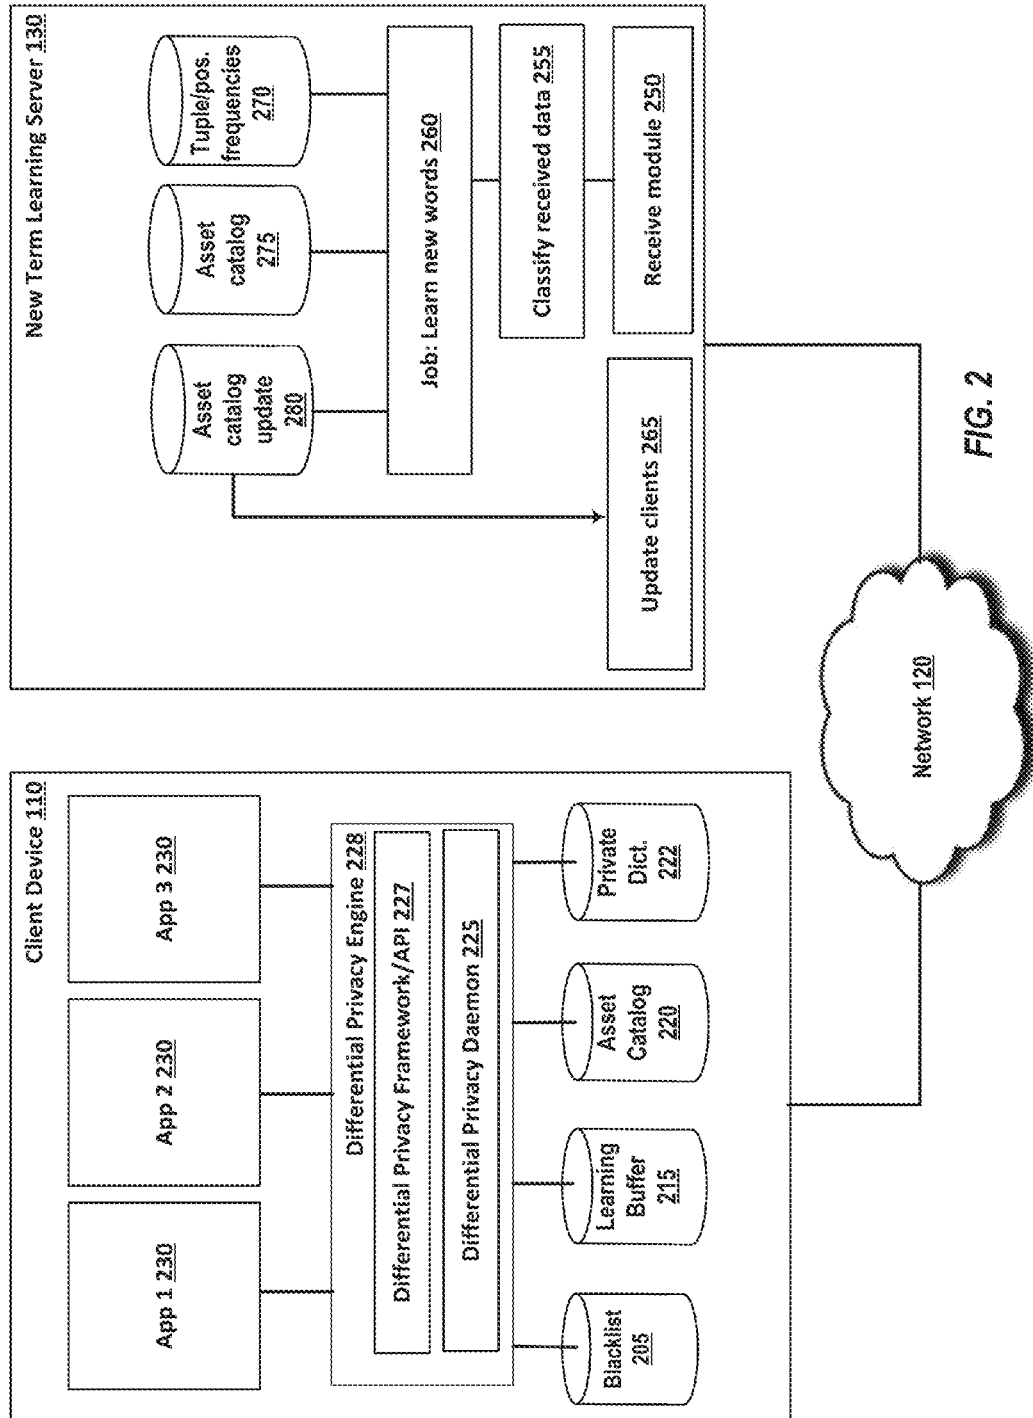 Client Device 110
App 1 230
App 2 230
App 3 230
Differential Privacy Engine 228
Differential Privacy Framework/API 227
Differential Privacy Daemon 225
Blacklist
205
Learning
Buffer
215
Asset
Catalog
220
Private
Dict.
222
New Term Learning Server 130
Asset
catalog
update
280
Asset
catalog
275
Tuple/pos.
frequencies
270
Job: Learn new words 260
Classify received data 255
Update clients 265
Receive module 250
Network 120
FIG. 2